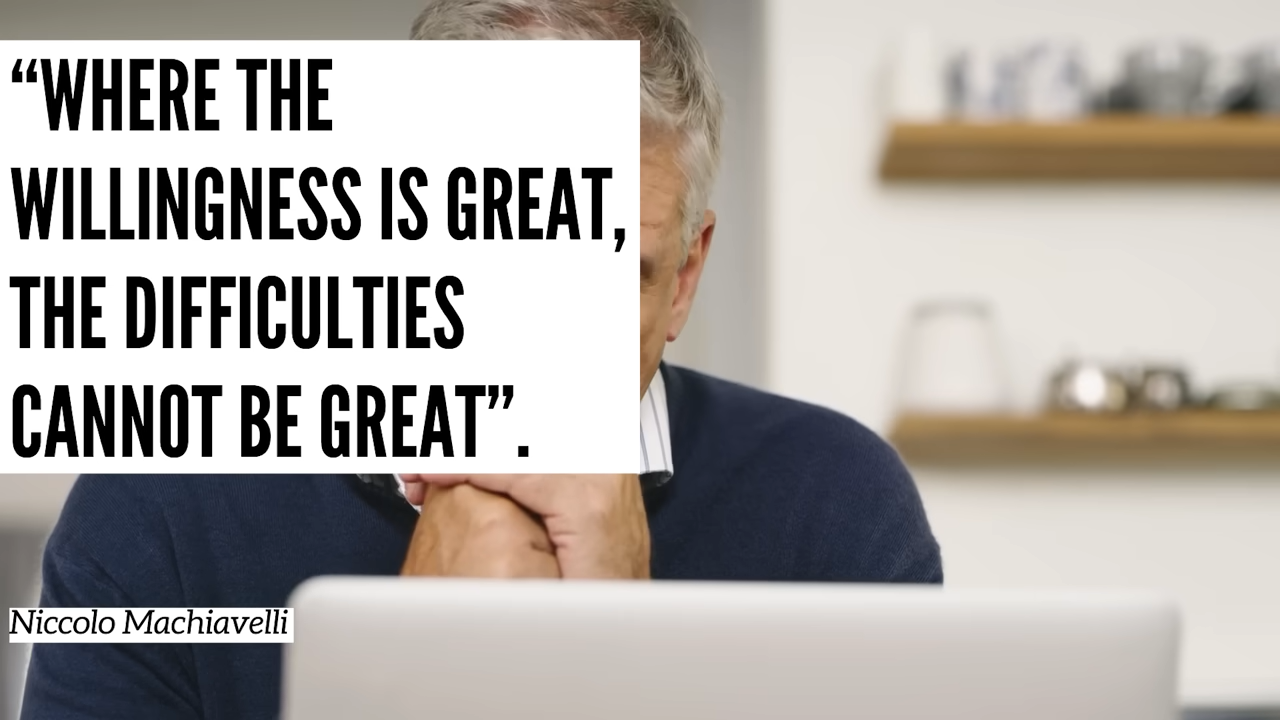 “WHERE THE
WILLINGNESS IS GREAT,
THE DIFFICULTIES
CANNOT BE GREAT”.
Niccolo Machiavelli